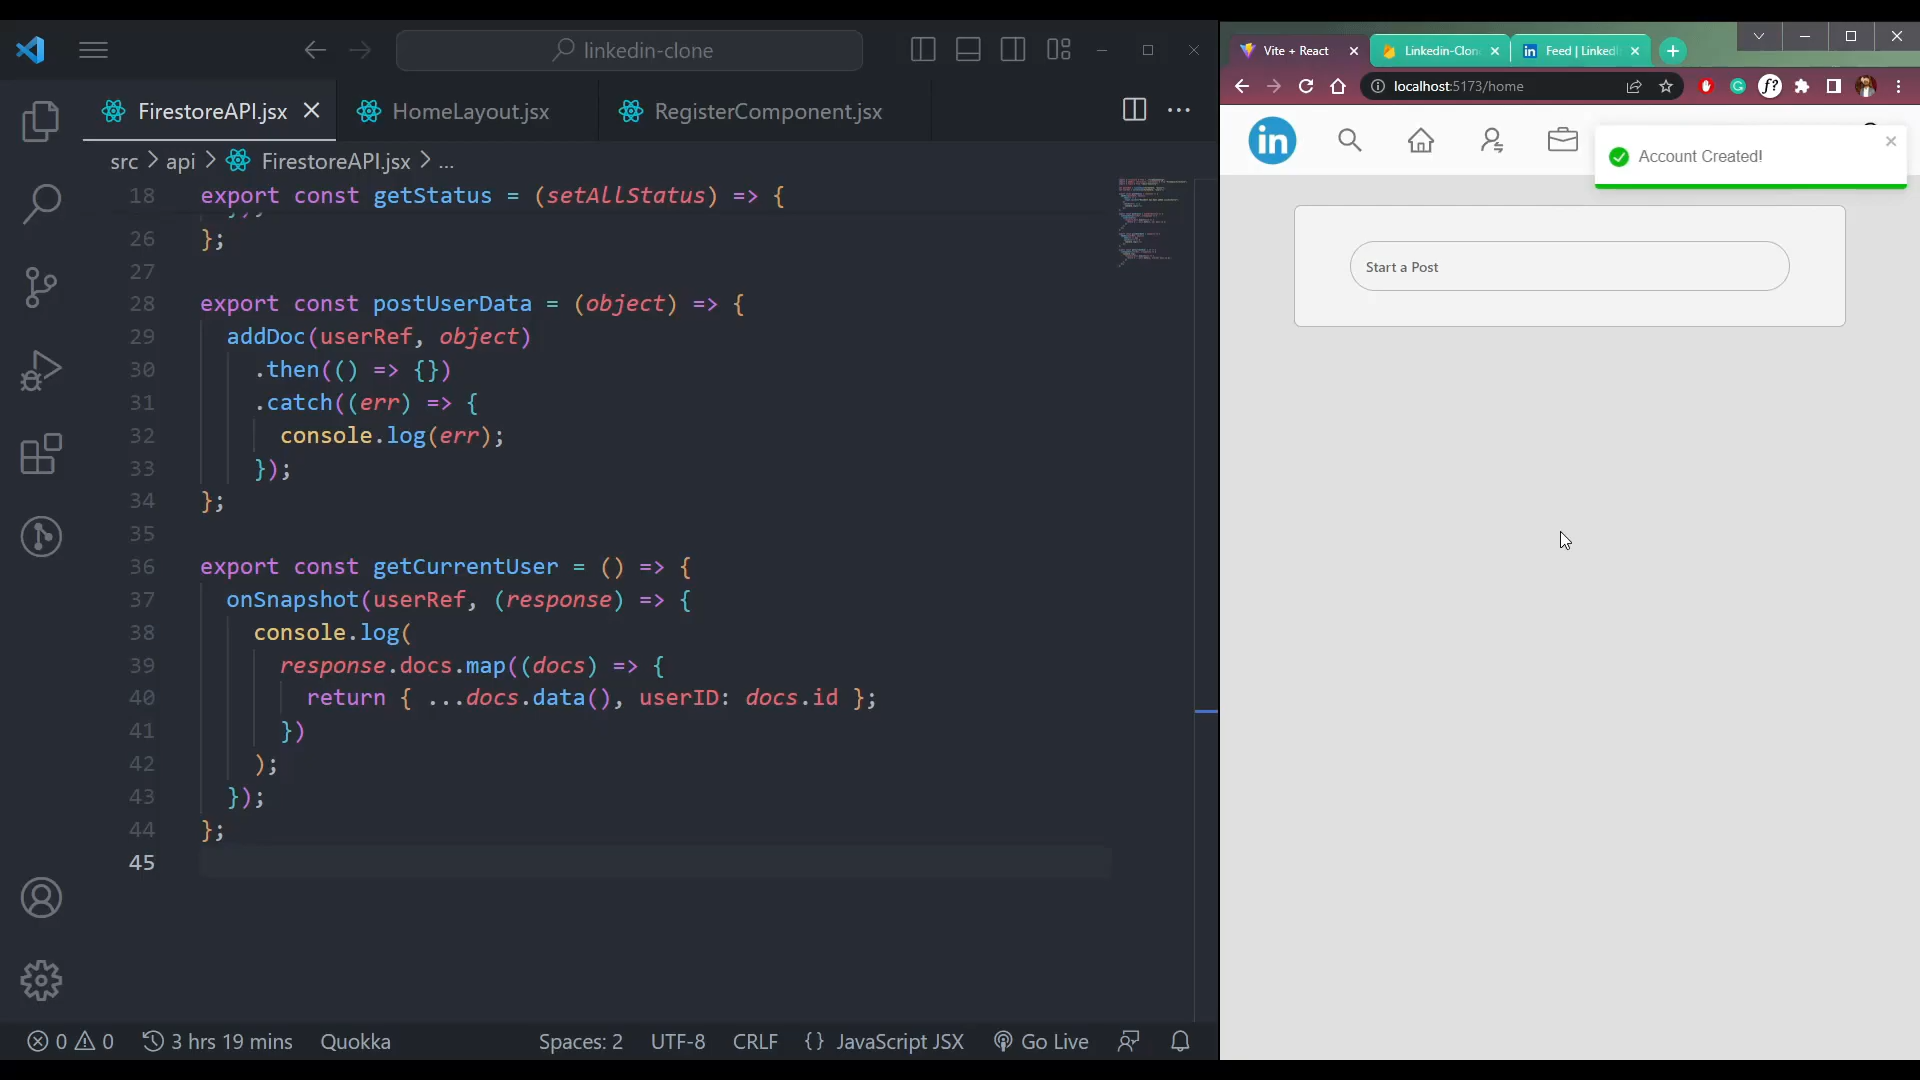 linkedin-clone
FirestoreAPI.jsx
HomeLayout.jsx
RegisterComponent.jsx
src > api > FirestoreAPI.jsx > ...
18 export const getStatus = (setAllStatus) => {
26 };
27
28 export const postUserData = (object) => {
29 addDoc(userRef, object)
30 .then(() => {})
31 .catch((err) => {
32 console.log(err);
33 });
34 };
35
36 export const getCurrentUser = () => {
37 onSnapshot(userRef, (response) => {
38 console.log(
39 response.docs.map((docs) => {
40 return { ...docs.data(), userID: docs.id };
41 })
42 );
43 });
44 };
45
0 0 3 hrs 19 mins Quokka Spaces: 2 UTF-8 CRLF {} JavaScript JSX Go Live
Vite + React
Linkedin-Clon
Feed | Linked
localhost:5173/home
in
Account Created!
Start a Post